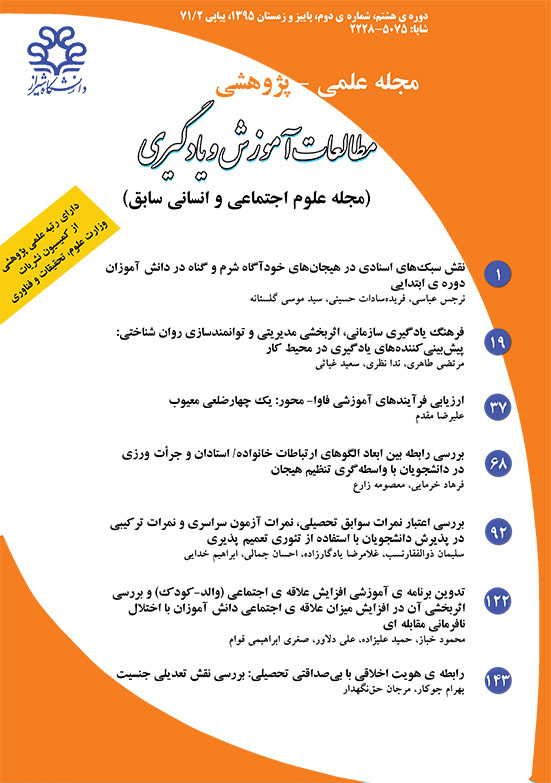 دوره ی هشتم، شماره ی دوم، پاییز و زمستان ۱۳۹۵، پیاپی ۷۱/۲
شاپا: ۵۰۷۵-۲۲۲۸
دانشگاه شیراز
مجله علمی - پژوهشی
مطالعات آموزش و یادگیری
(مجله علوم اجتماعی و انسانی سابق)
دارای رتبه علمی پژوهشی
از کمیسیون نشریات
وزارت علوم، تحقیقات و فناوری
۱
نقش سبک‌های اسنادی در هیجان‌های خودآگاه شرم و گناه در دانش آموزان
دوره ی ابتدایی
نرجس عباسی، فریده‌سادات حسینی، سید موسی گلستانه
۱۹
فرهنگ یادگیری سازمانی، اثربخشی مدیریتی و توانمندسازی روان شناختی:
پیش‌بینی‌کننده‌های یادگیری در محیط کار
مرتضی طاهری، ندا نظری، سعید غیاثی
۳۷
ارزیابی فرآیندهای آموزشی فاوا- محور: یک چهارضلعی معیوب
علیرضا مقدم
۶۸
بررسی رابطه بین ابعاد الگوهای ارتباطات خانواده/ استادان و جرأت ورزی
در دانشجویان با واسطه‌گری تنظیم هیجان
فرهاد خرمایی، معصومه زارع
۹۲
بررسی اعتبار نمرات سوابق تحصیلی، نمرات آزمون سراسری و نمرات ترکیبی
در پذیرش دانشجویان با استفاده از تئوری تعمیم پذیری
سلیمان ذوالفقارنسب، غلامرضا یادگارزاده، احسان جمالی، ابراهیم خدایی
۱۲۲
تدوین برنامه ی آموزشی افزایش علاقه ی اجتماعی (والد-کودک) و بررسی
اثربخشی آن در افزایش میزان علاقه ی اجتماعی دانش آموزان با اختلال
نافرمانی مقابله ای
محمود خباز، حمید علیزاده، علی دلاور، صغری ابراهیمی قوام
۱۴۳
رابطه ی هویت اخلاقی با بی‌صداقتی تحصیلی: بررسی نقش تعدیلی جنسیت
بهرام جوکار، مرجان حق‌نگهدار